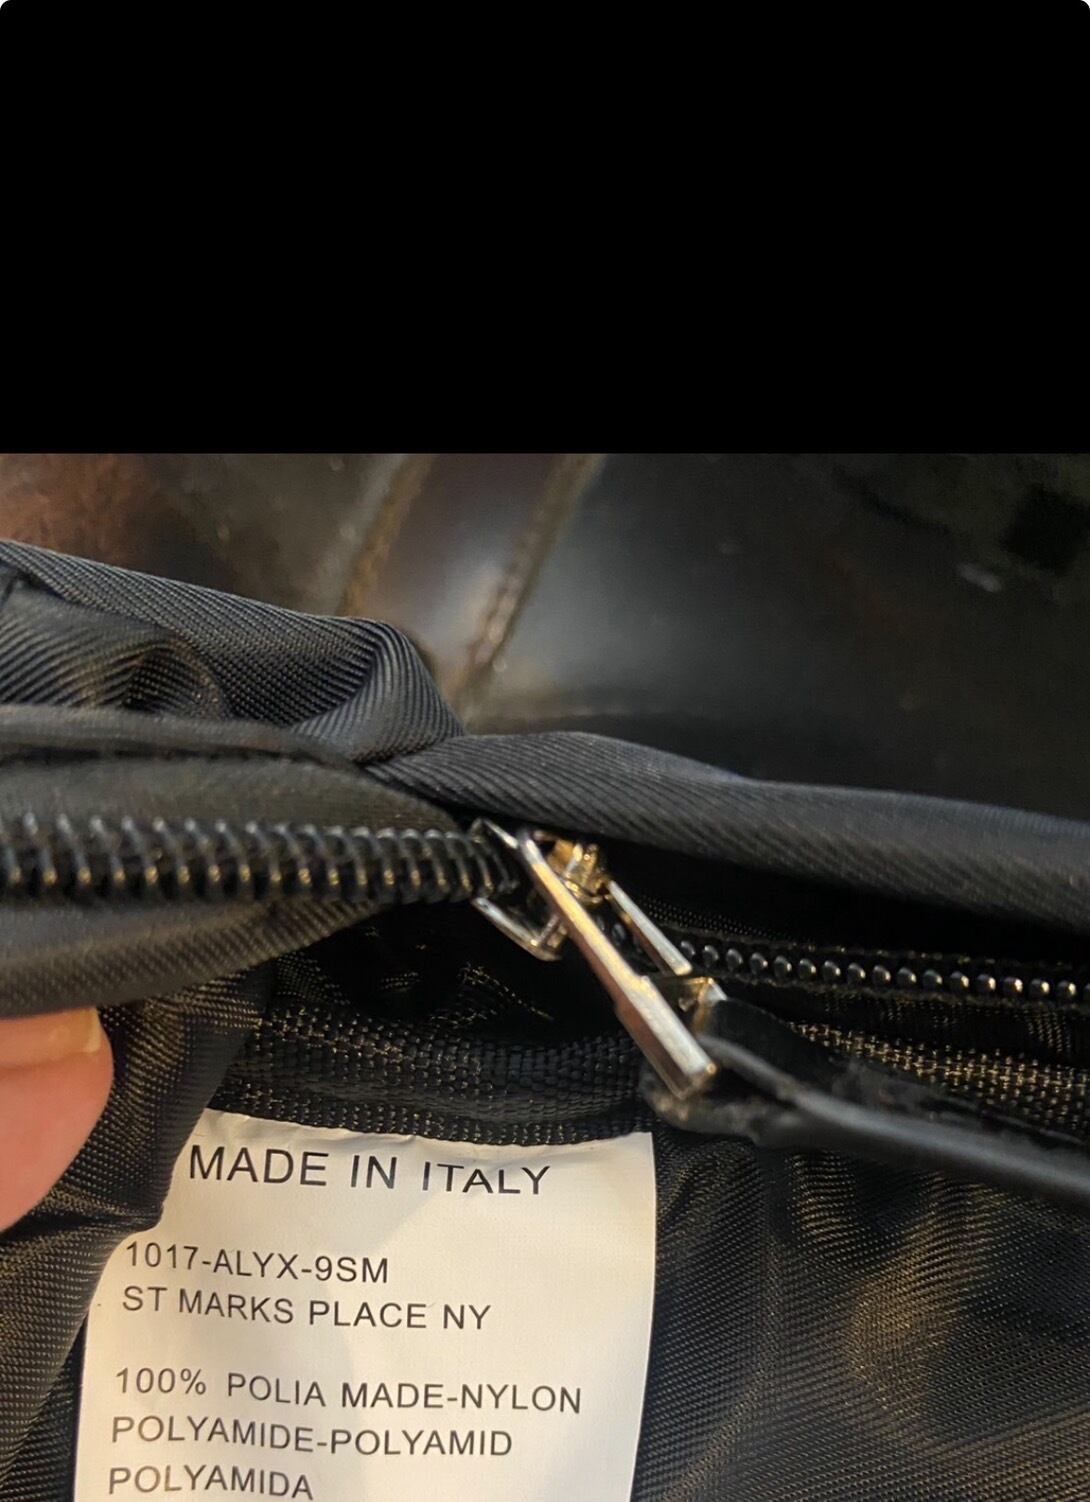 MADE IN ITALY
1017-ALYX-9SM
ST MARKS PLACE NY
100% POLIA MADE-NYLON
POLYAMIDE-POLYAMID
POLYAMIDA